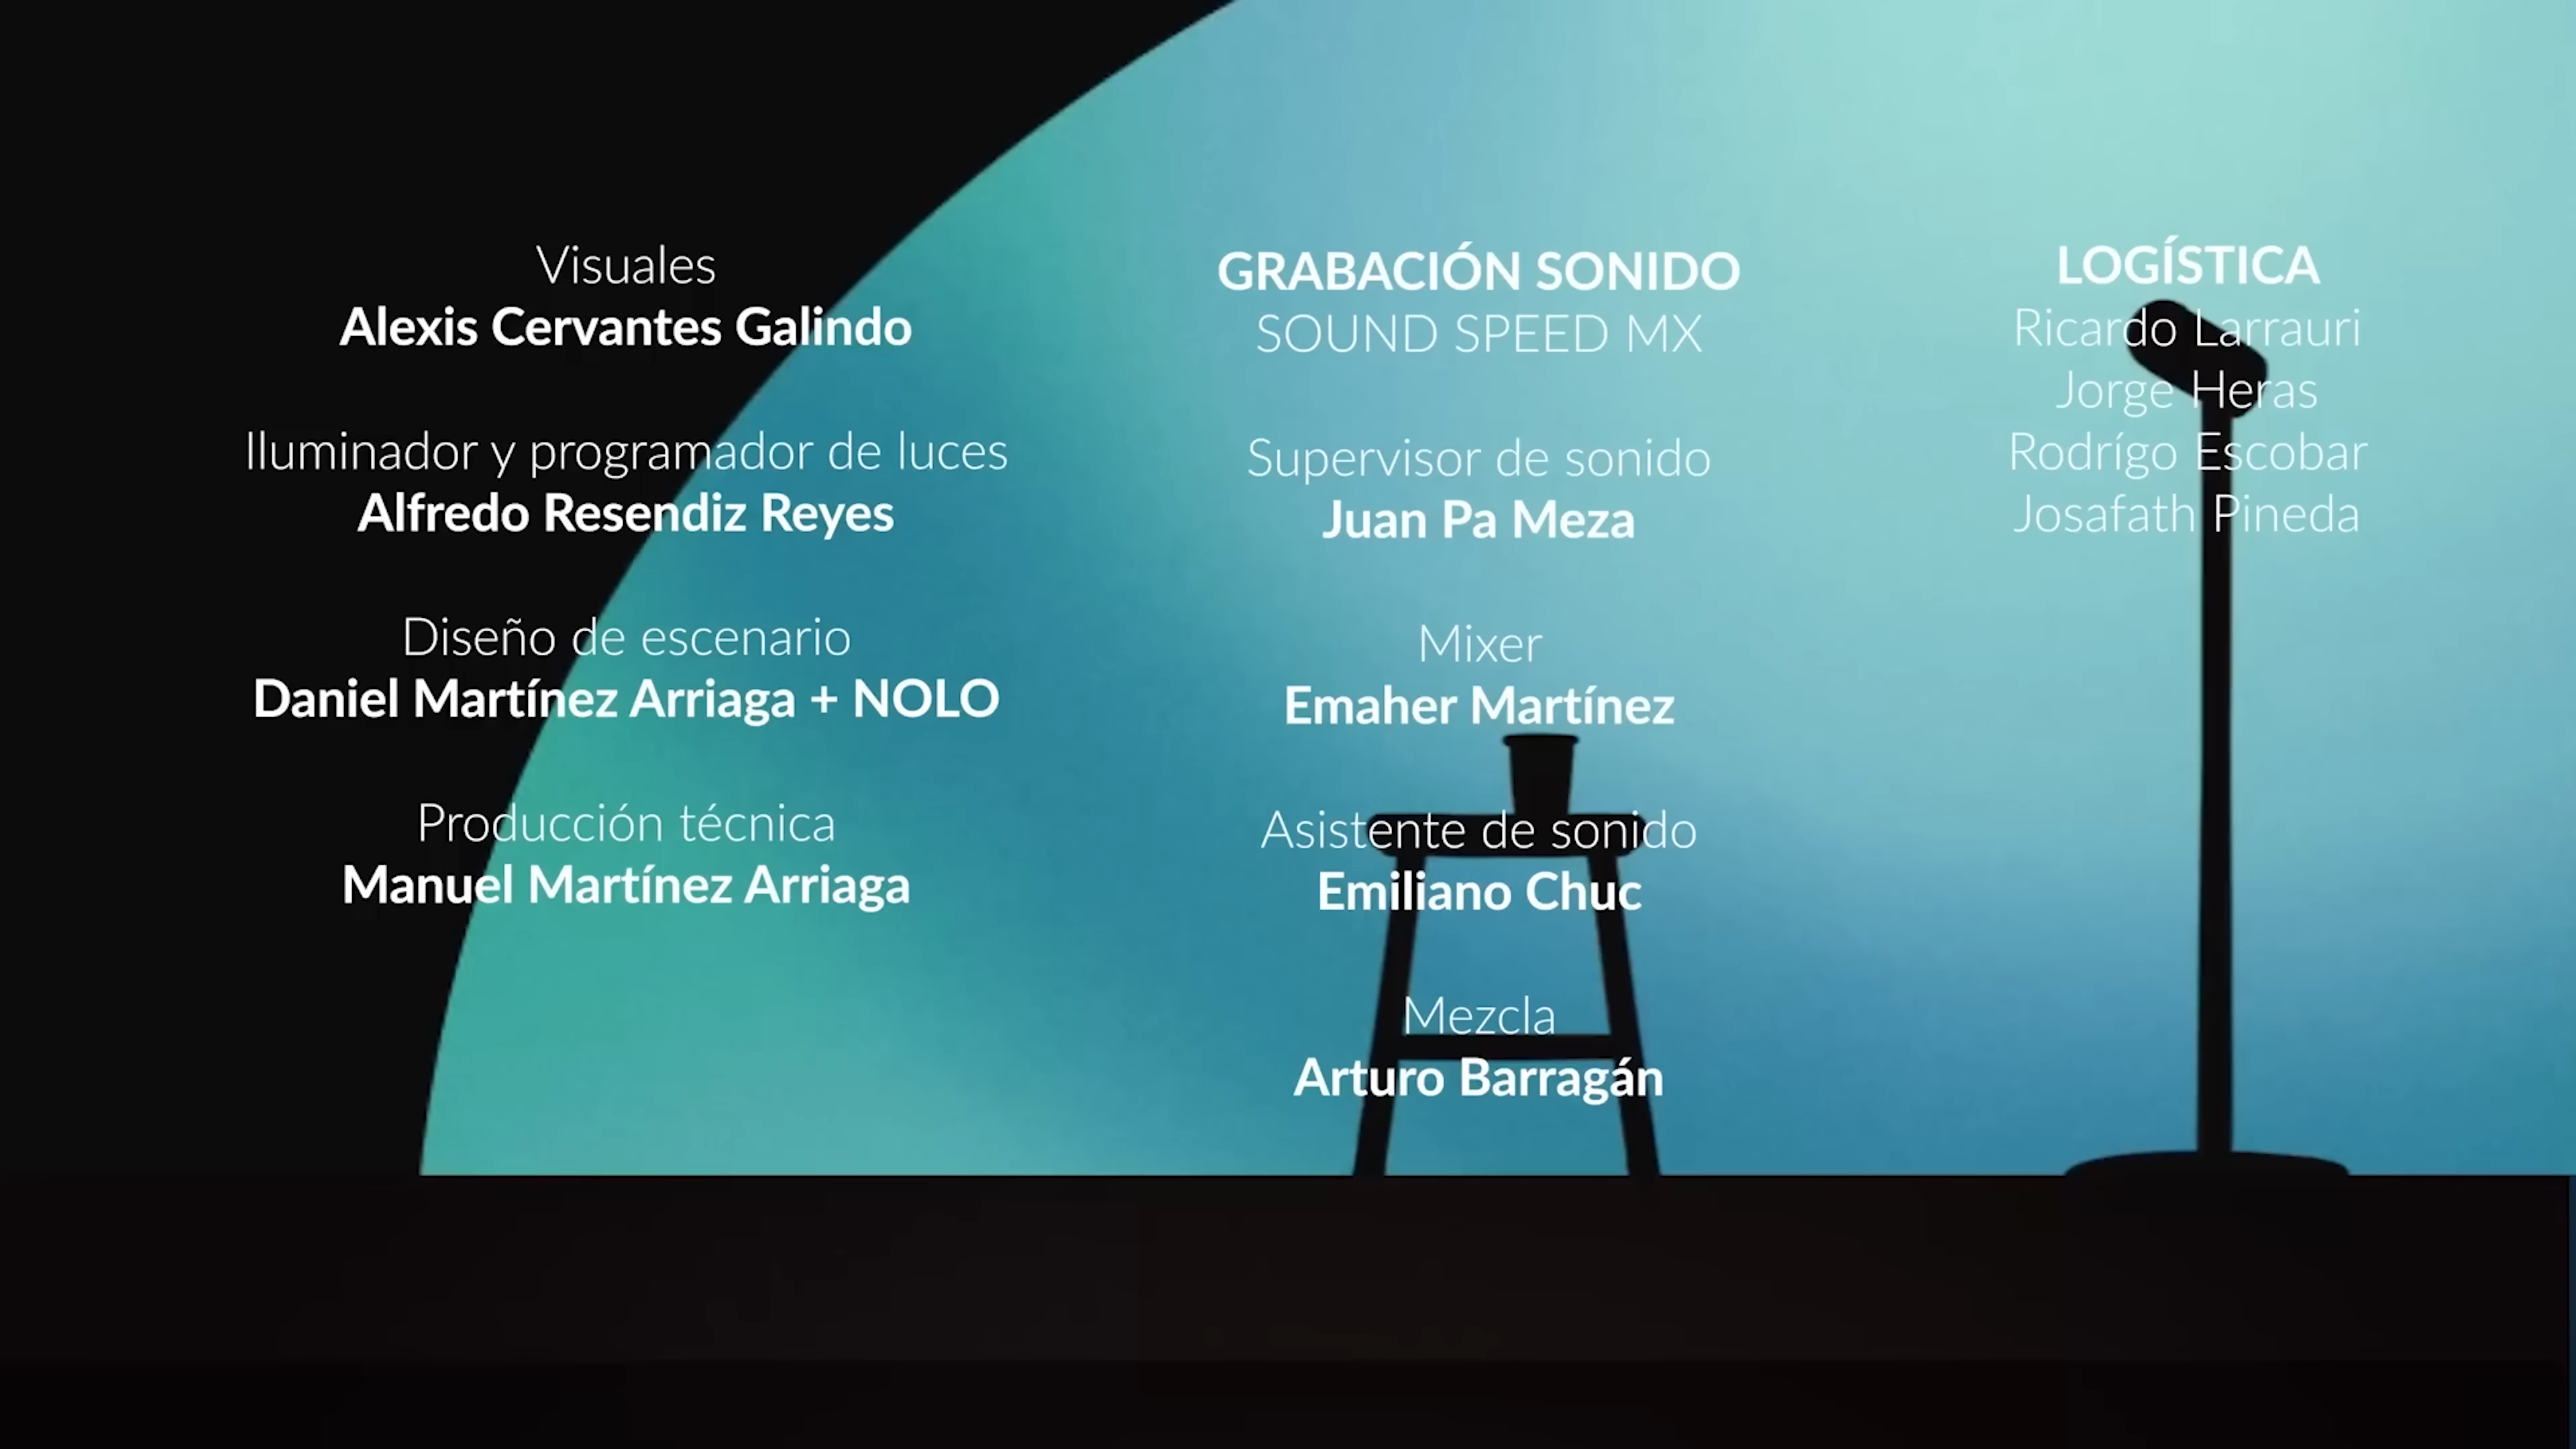 Visuales
Alexis Cervantes Galindo
Iluminador y programador de luces
Alfredo Resendiz Reyes
Diseño de escenario
Daniel Martínez Arriaga + NOLO
Producción técnica
Manuel Martínez Arriaga
GRABACIÓN SONIDO
SOUND SPEED MX
Supervisor de sonido
Juan Pa Meza
Mixer
Emaher Martínez
Asistente de sonido
Emiliano Chuc
Mezcla
Arturo Barragán
LOGÍSTICA
Ricardo Larrauri
Jorge Heras
Rodrígo Escobar
Josafath Pineda